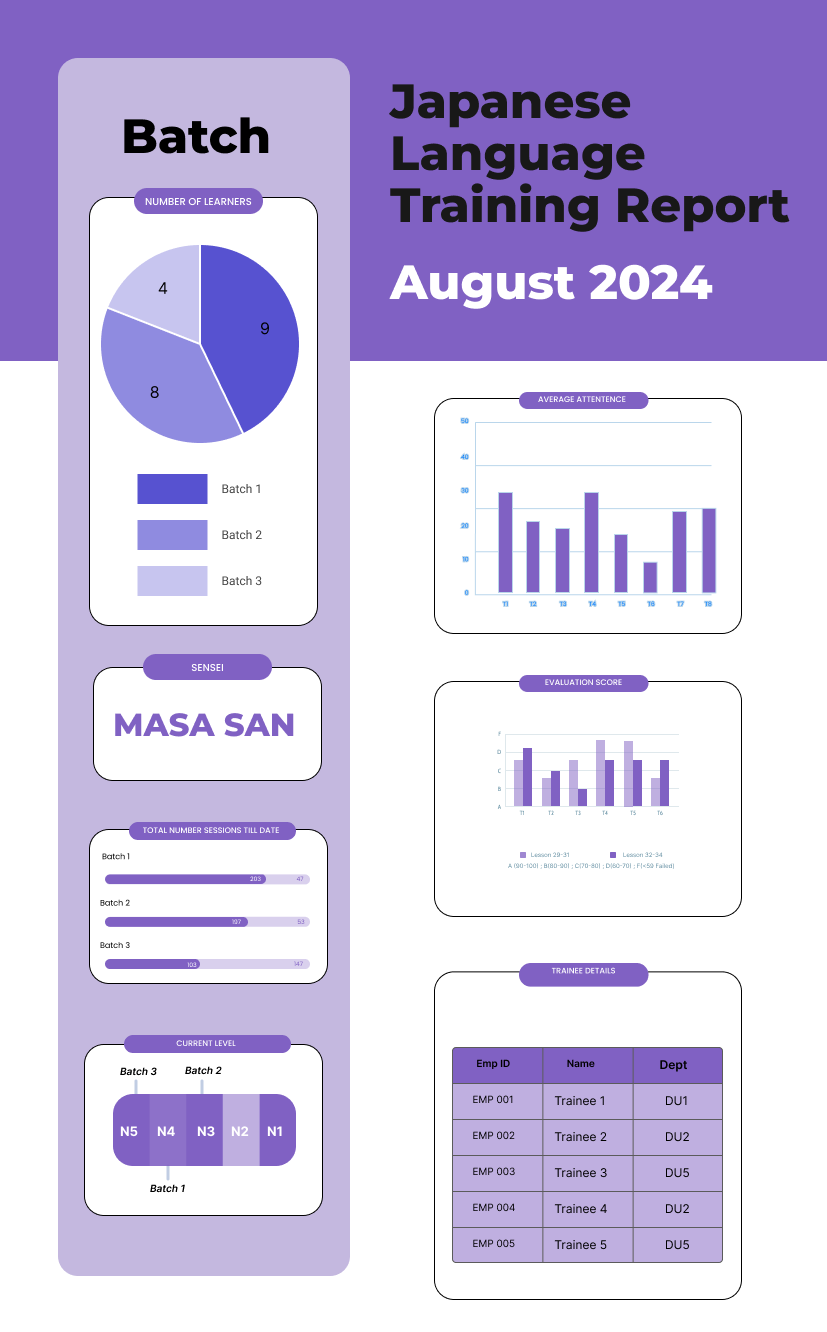 Batch
NUMBER OF LEARNERS
4
9
8
Batch 1
Batch 2
Batch 3
SENSEI
MASA SAN
TOTAL NUMBER SESSIONS TILL DATE
Batch 1
203 47
Batch 2
197 53
Batch 3
103 147
CURRENT LEVEL
Batch 3 Batch 2
N5 N4 N3 N2 N1
Batch 1
Japanese
Language
Training Report
August 2024
AVERAGE ATTENTENCE
50
40
30
20
10
0
T1 T2 T3 T4 T5 T6 T7 T8
EVALUATION SCORE
F
D
C
B
A
T1 T2 T3 T4 T5 T6
Lesson 29-31 Lesson 32-34
A (90-100) ; B(80-90) ; C(70-80) ; D(60-70) ; F(<59 Failed)
TRAINEE DETAILS
Emp ID Name Dept
EMP 001 Trainee 1 DU1
EMP 002 Trainee 2 DU2
EMP 003 Trainee 3 DU5
EMP 004 Trainee 4 DU2
EMP 005 Trainee 5 DU5